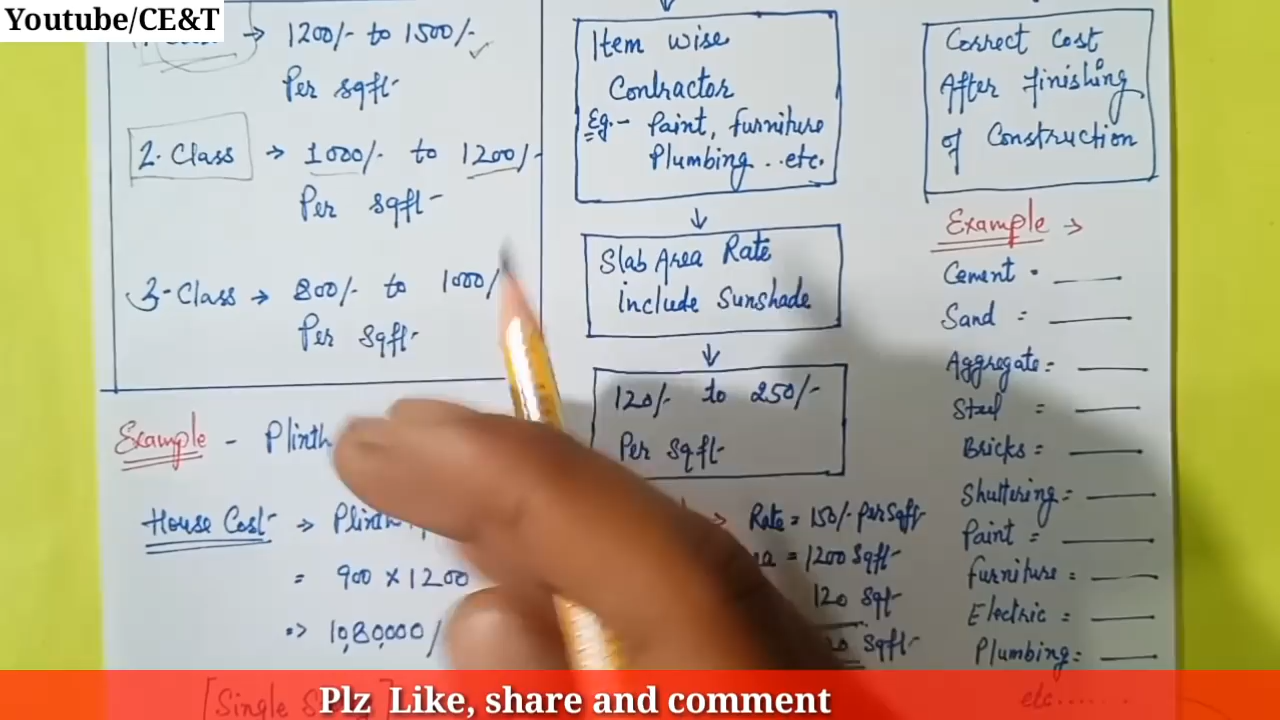 Youtube/CE&T
→ 1200/- to 1500/-
Per sqft
2. Class → 1000/- to 1200/-
Per sqft
3-Class → 800/- to 1000/
Per sqft
Example - Plinth
House Cost → Plinth
= 900 × 1200
⇒ 10,80,000/
[Single
Item wise
Contractor
Eg:- Paint, furniture
Plumbing ..etc.
↓
Slab Area Rate
include Sunshade
↓
120/- to 250/-
Per sqft
Rate = 150/- per Sqft
= 1200 Sqft
120 Sqft
Sqft
Correct Cost
After finishing
of Construction
Example →
Cement =
Sand =
Aggregate =
Steel =
Bricks =
Shuttering =
Paint =
furniture =
Electric =
Plumbing =
etc......
Plz Like, share and comment